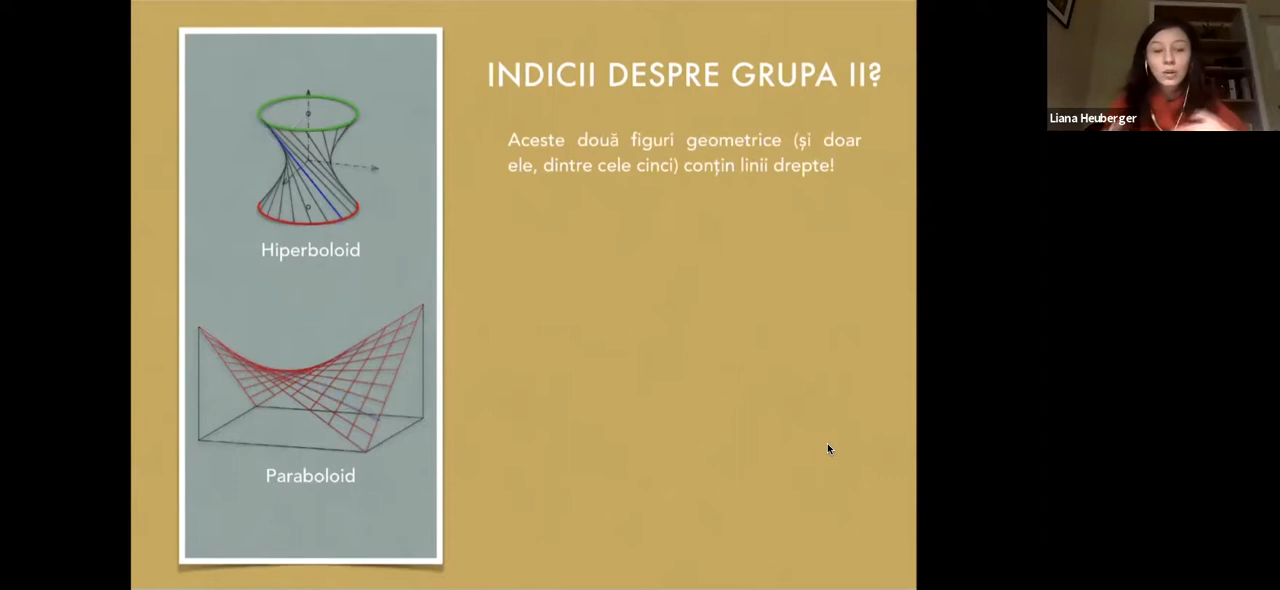 INDICII DESPRE GRUPA II?
Aceste două figuri geometrice (și doar
ele, dintre cele cinci) conțin linii drepte!
Hiperboloid
Paraboloid
Liana Heuberger